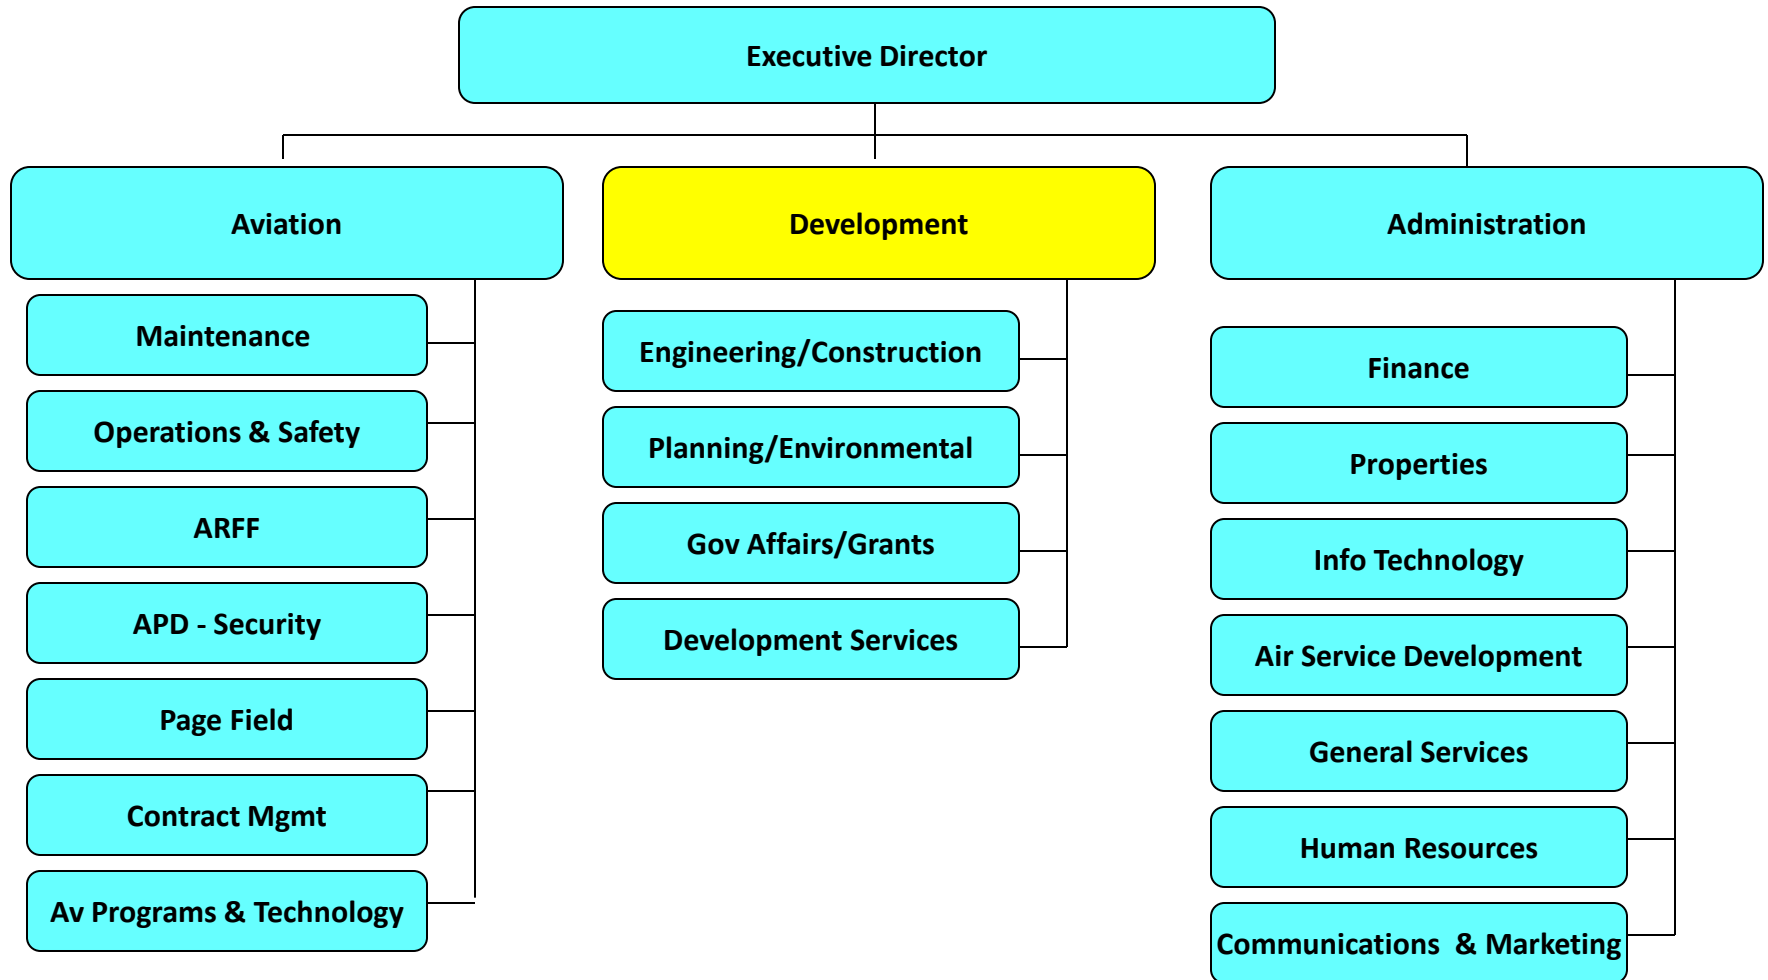 Executive Director
Aviation
Development
Administration
Maintenance
Operations & Safety
ARFF
APD - Security
Page Field
Contract Mgmt
Av Programs & Technology
Engineering/Construction
Planning/Environmental
Gov Affairs/Grants
Development Services
Finance
Properties
Info Technology
Air Service Development
General Services
Human Resources
Communications & Marketing